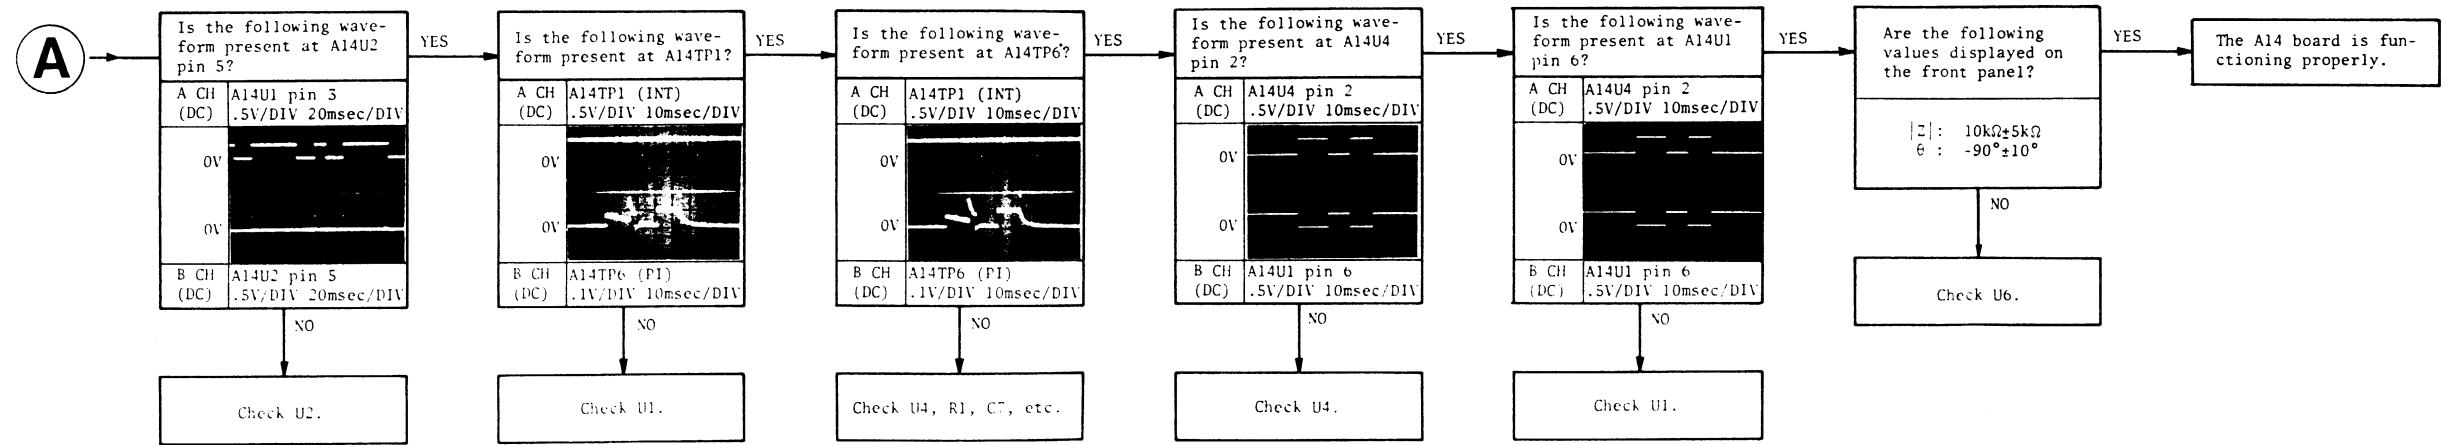 A
Is the following wave-
form present at A14U2
pin 5?
A CH
(DC)
A14U1 pin 3
.5V/DIV 20msec/DIV
0V
0V
B CH
(DC)
A14U2 pin 5
.5V/DIV 20msec/DIV
NO
Check U2.
YES
Is the following wave-
form present at A14TP1?
A CH
(DC)
A14TP1 (INT)
.5V/DIV 10msec/DIV
0V
0V
B CH
(DC)
A14TP6 (PI)
.1V/DIV 10msec/DIV
NO
Check U1.
YES
Is the following wave-
form present at A14TP6?
A CH
(DC)
A14TP1 (INT)
.5V/DIV 10msec/DIV
0V
0V
B CH
(DC)
A14TP6 (PI)
.1V/DIV 10msec/DIV
NO
Check U4, R1, C7, etc.
YES
Is the following wave-
form present at A14U4
pin 2?
A CH
(DC)
A14U4 pin 2
.5V/DIV 10msec/DIV
0V
0V
B CH
(DC)
A14U1 pin 6
.5V/DIV 10msec/DIV
NO
Check U4.
YES
Is the following wave-
form present at A14U1
pin 6?
A CH
(DC)
A14U4 pin 2
.5V/DIV 10msec/DIV
0V
0V
B CH
(DC)
A14U1 pin 6
.5V/DIV 10msec/DIV
NO
Check U1.
YES
Are the following
values displayed on
the front panel?
|Z|: 10kΩ±5kΩ
θ : -90°±10°
NO
Check U6.
YES
The A14 board is fun-
ctioning properly.